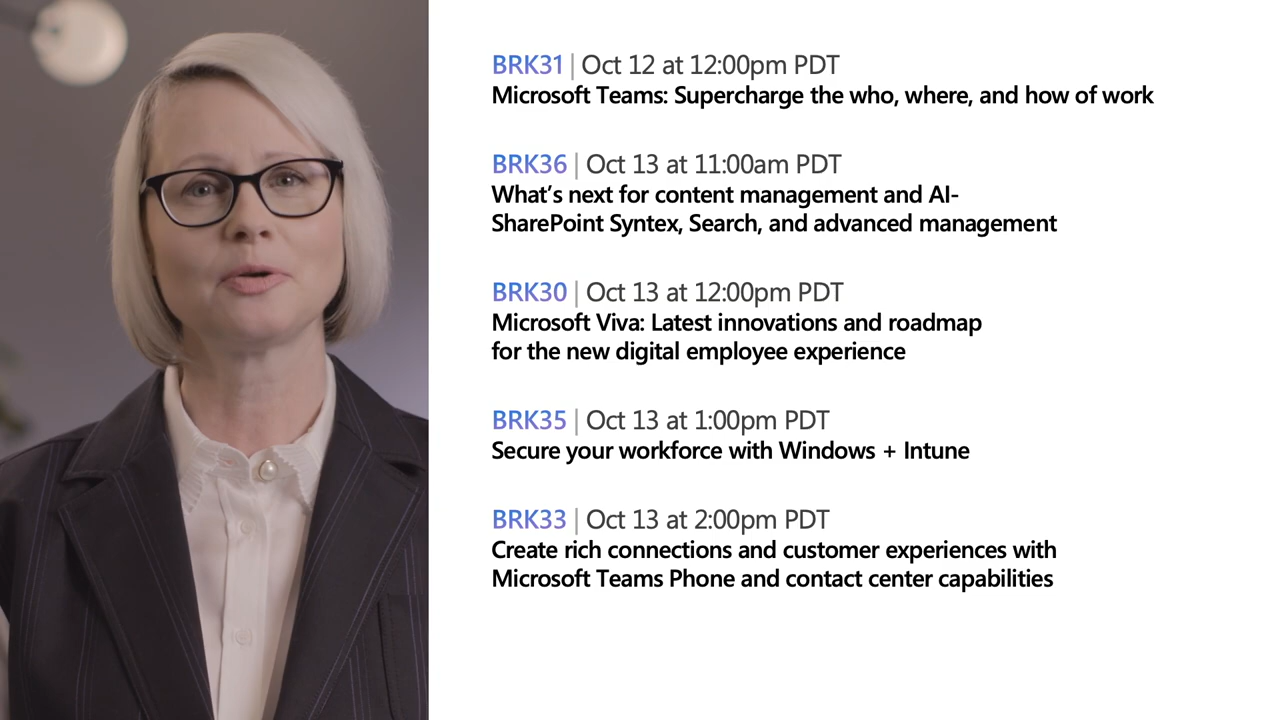 BRK31 | Oct 12 at 12:00pm PDT
Microsoft Teams: Supercharge the who, where, and how of work
BRK36 | Oct 13 at 11:00am PDT
What's next for content management and AI-
SharePoint Syntex, Search, and advanced management
BRK30 | Oct 13 at 12:00pm PDT
Microsoft Viva: Latest innovations and roadmap
for the new digital employee experience
BRK35 | Oct 13 at 1:00pm PDT
Secure your workforce with Windows + Intune
BRK33 | Oct 13 at 2:00pm PDT
Create rich connections and customer experiences with
Microsoft Teams Phone and contact center capabilities